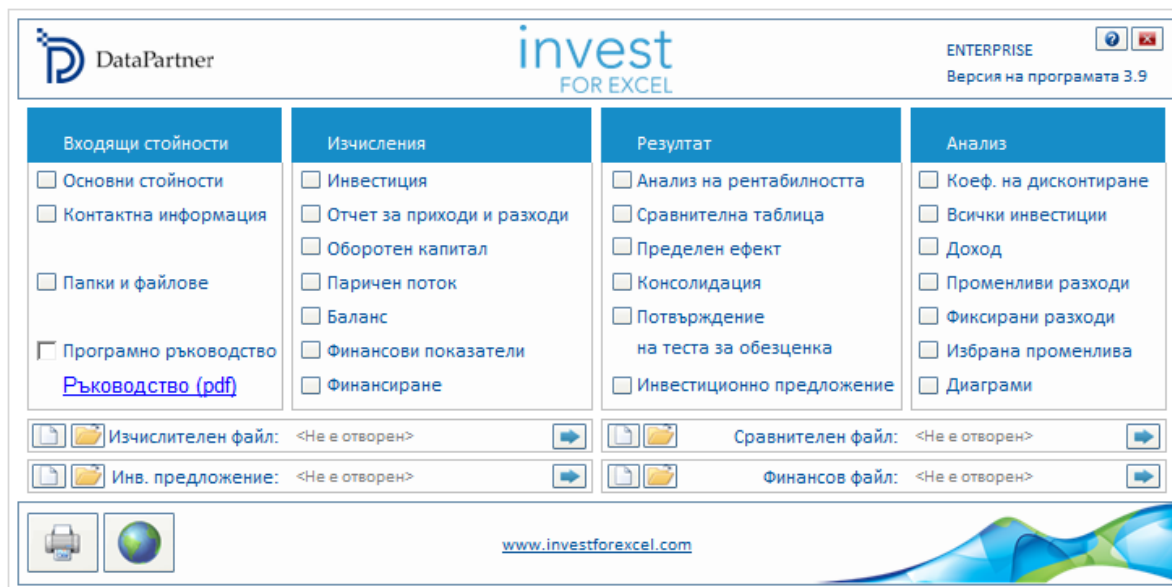 DataPartner
invest
FOR EXCEL
ENTERPRISE
Версия на програмата 3.9
Входящи стойности
Основни стойности
Контактна информация
Папки и файлове
Програмно ръководство
Ръководство (pdf)
Изчисления
Инвестиция
Отчет за приходи и разходи
Оборотен капитал
Паричен поток
Баланс
Финансови показатели
Финансиране
Резултат
Анализ на рентабилността
Сравнителна таблица
Пределен ефект
Консолидация
Потвърждение
на теста за обезценка
Инвестиционно предложение
Анализ
Коеф. на дисконтиране
Всички инвестиции
Доход
Променливи разходи
Фиксирани разходи
Избрана променлива
Диаграми
Изчислителен файл: <Не е отворен>
Сравнителен файл: <Не е отворен>
Инв. предложение: <Не е отворен>
Финансов файл: <Не е отворен>
www.investforexcel.com